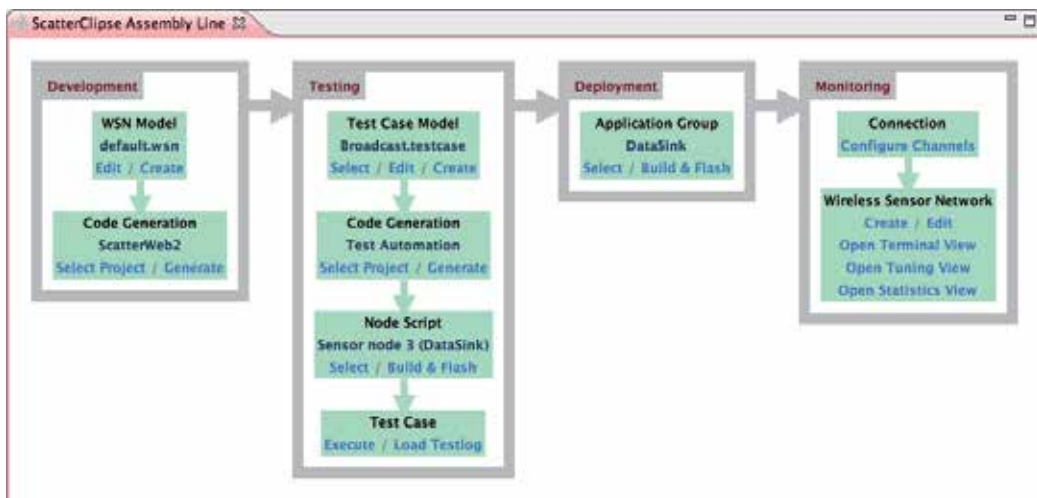 ScatterClipse Assembly Line
Development
WSN Model
default.wsn
Edit / Create
Code Generation
ScatterWeb2
Select Project / Generate
Testing
Test Case Model
Broadcast.testcase
Select / Edit / Create
Code Generation
Test Automation
Select Project / Generate
Node Script
Sensor node 3 (DataSink)
Select / Build & Flash
Test Case
Execute / Load Testlog
Deployment
Application Group
DataSink
Select / Build & Flash
Monitoring
Connection
Configure Channels
Wireless Sensor Network
Create / Edit
Open Terminal View
Open Tuning View
Open Statistics View